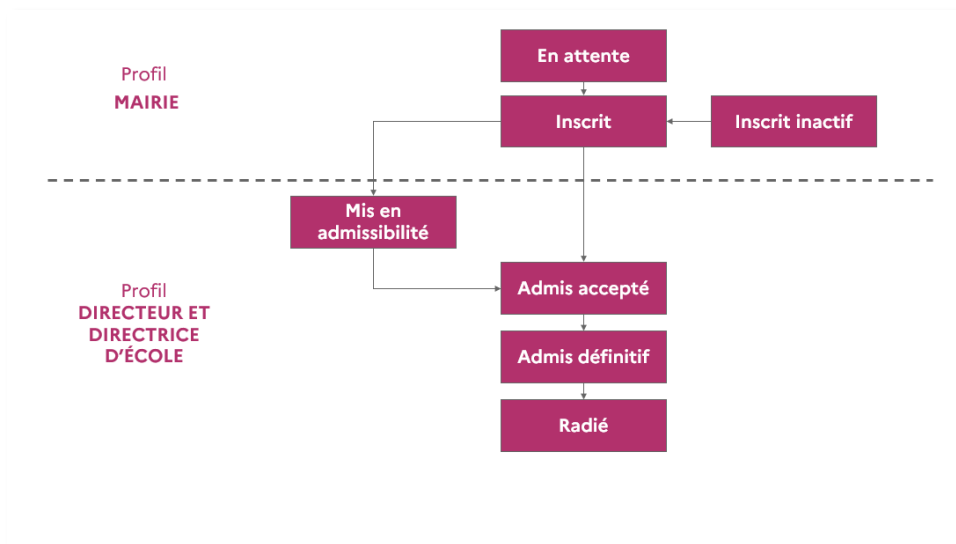 En attente
Profil
MAIRIE
Inscrit
Inscrit inactif
Mis en
admissibilité
Admis accepté
Profil
DIRECTEUR ET
DIRECTRICE
D’ÉCOLE
Admis définitif
Radié